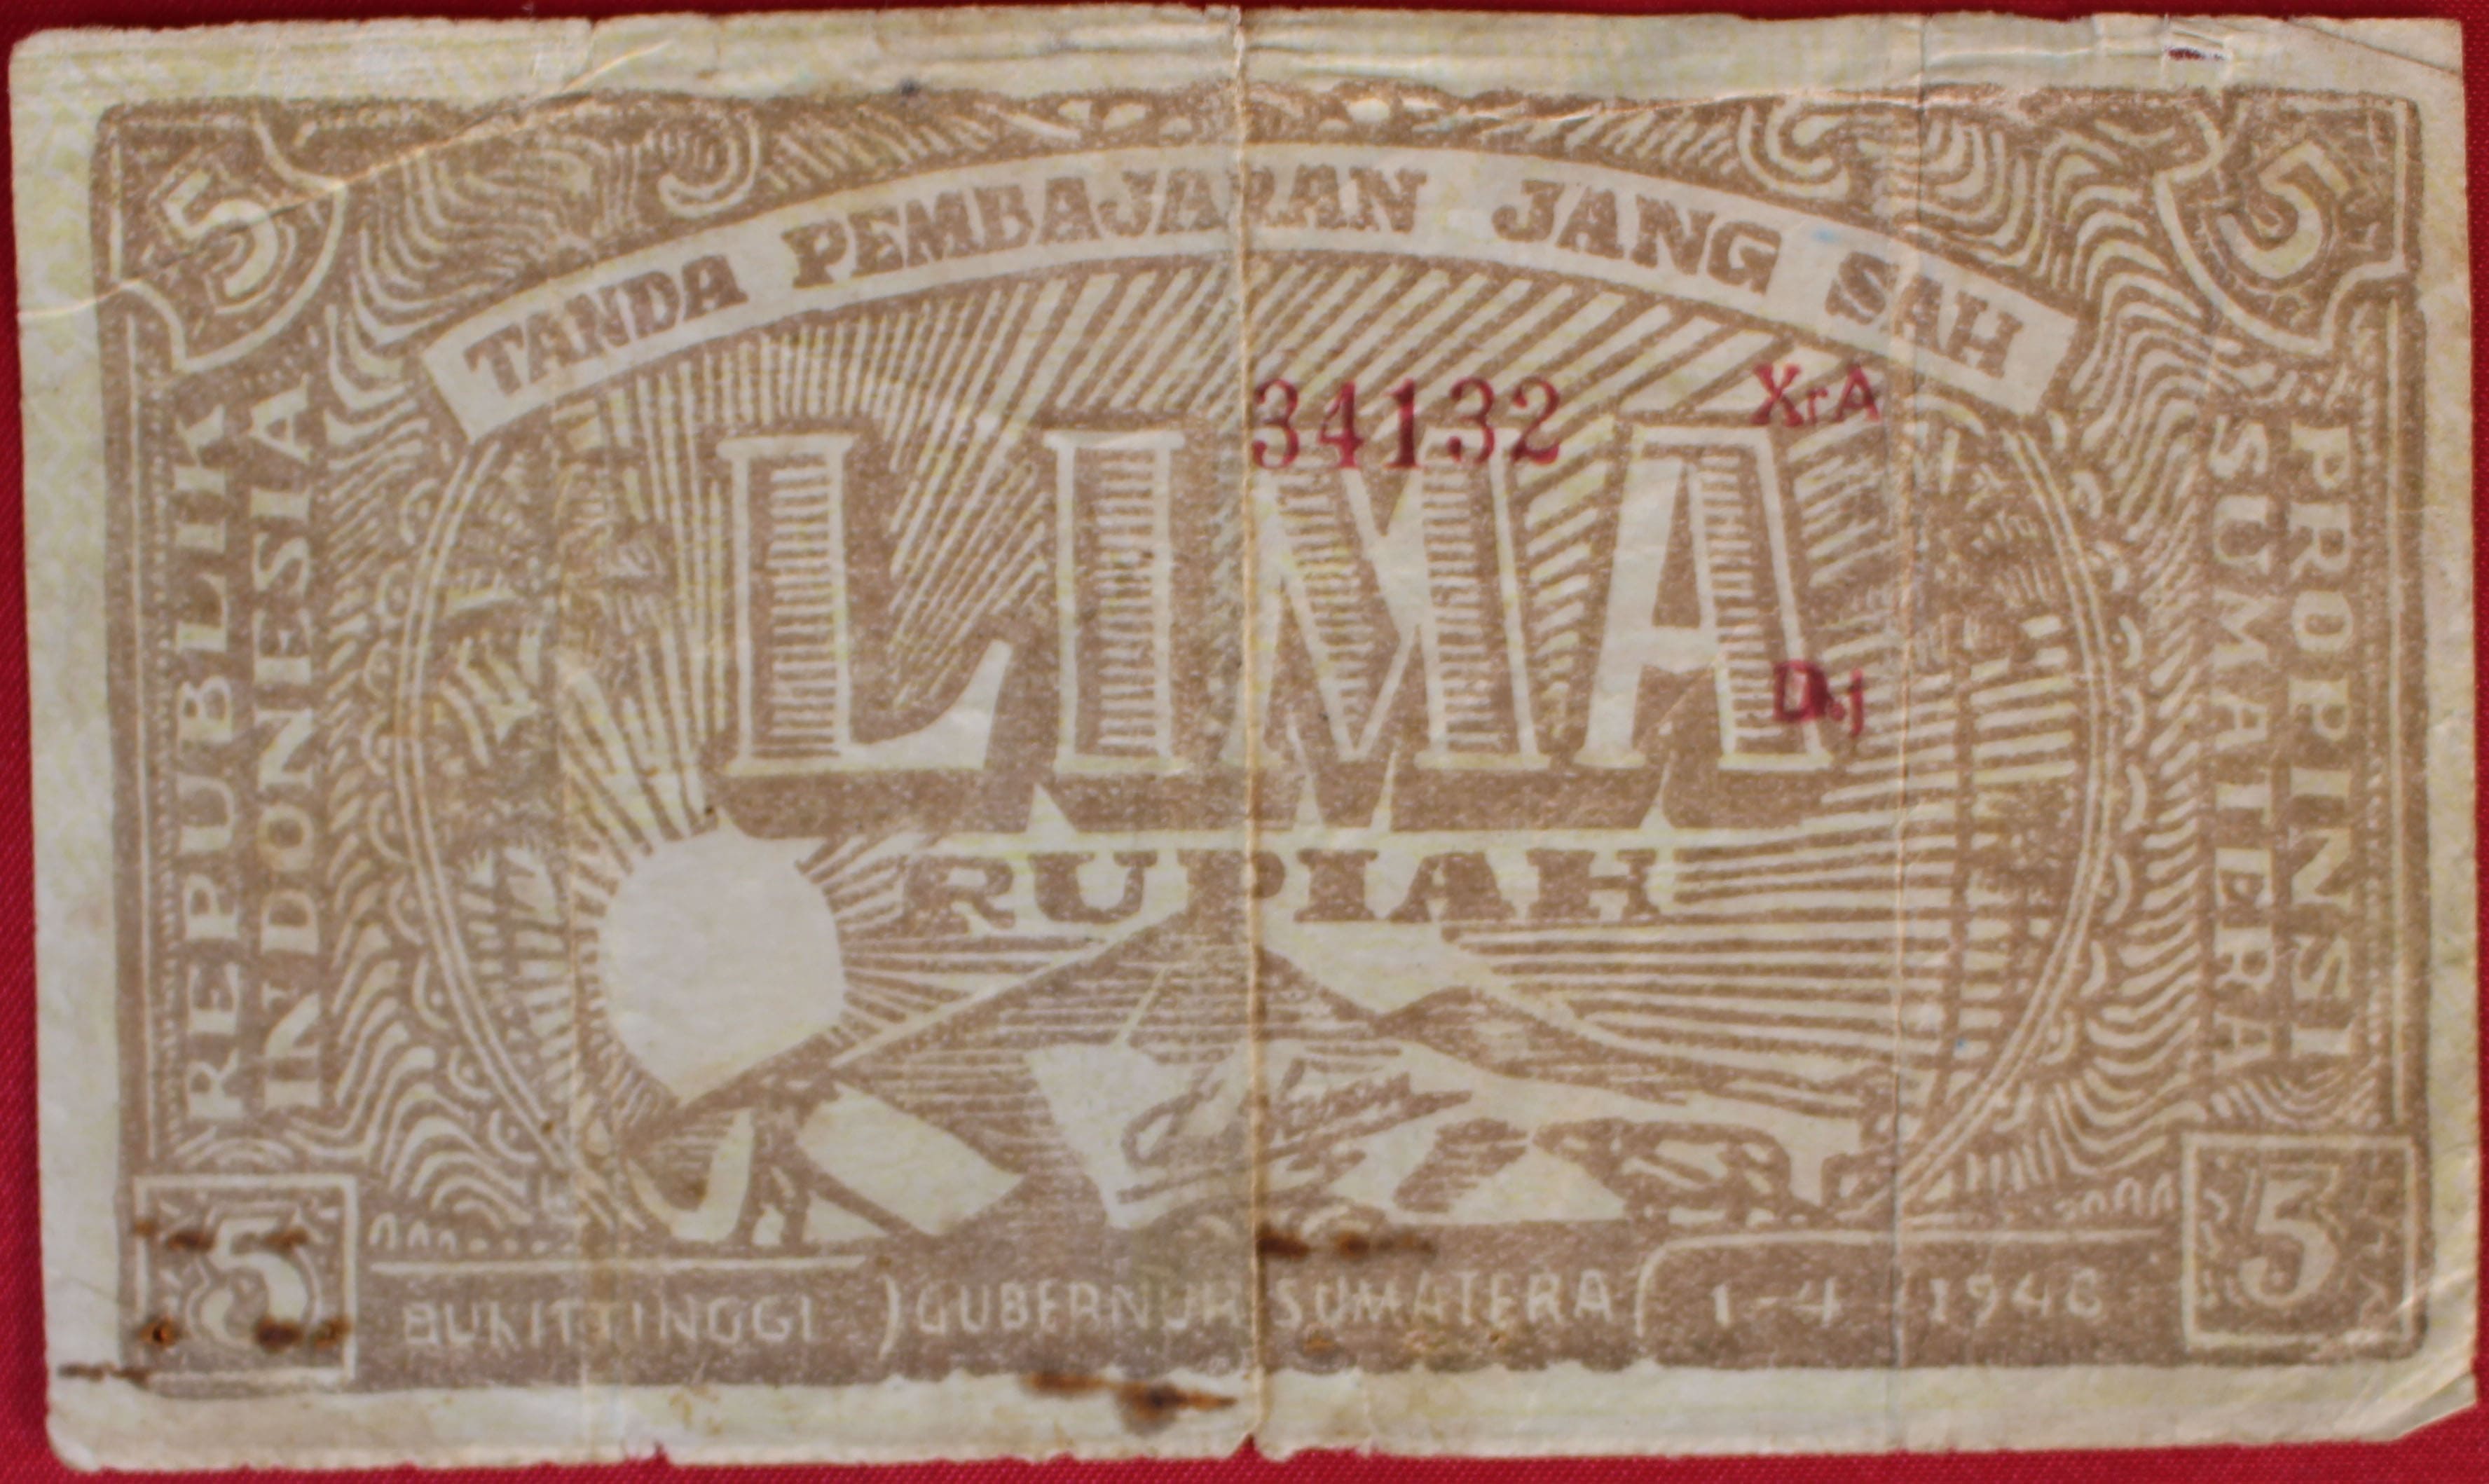 5
5
TANDA PEMBAJARAN JANG SAH
34132
XrA
REPUBLIK
INDONESIA
LIMA
PROPINSI
SUMATERA
RUPIAH
5
5
BUKITTINGGI )GUBERNUR SUMATERA( 1-4-1948